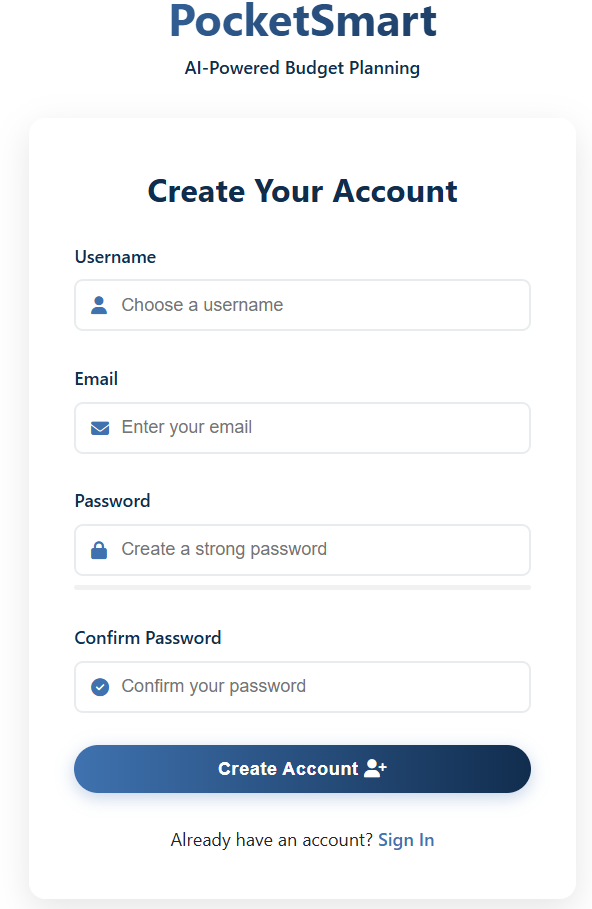 PocketSmart
AI-Powered Budget Planning
Create Your Account
Username
Choose a username
Email
Enter your email
Password
Create a strong password
Confirm Password
Confirm your password
Create Account
Already have an account? Sign In